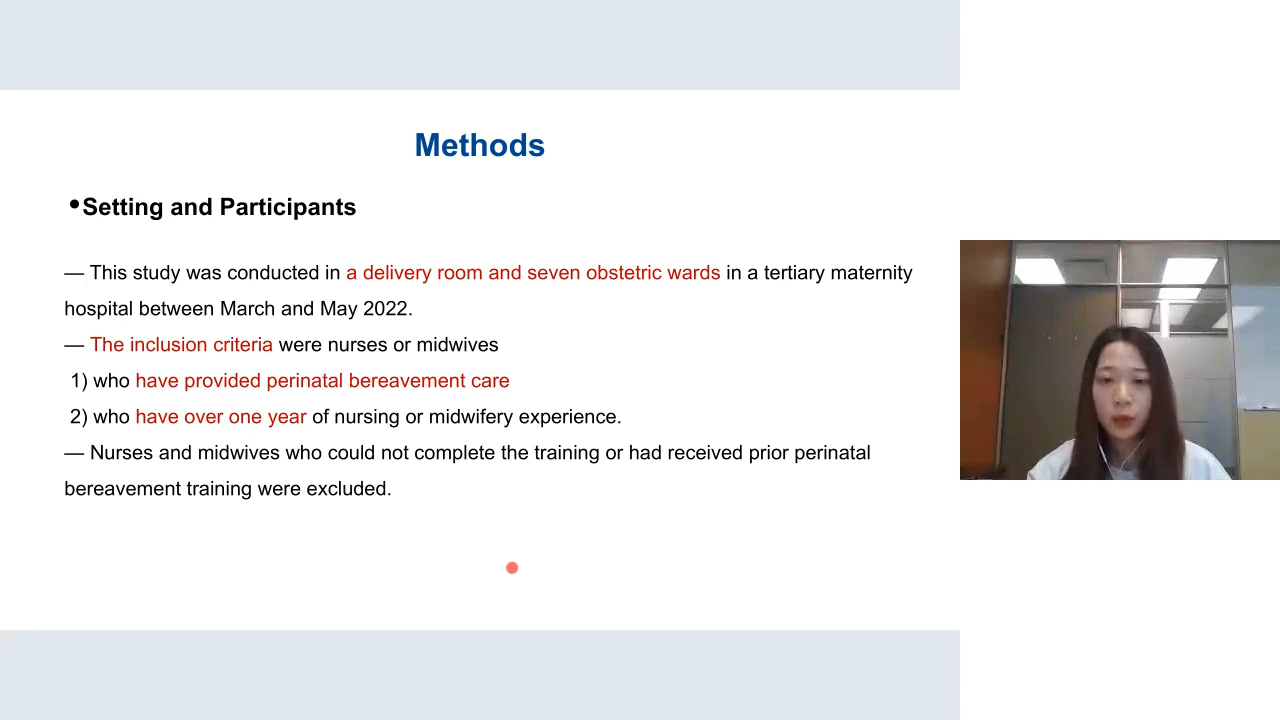 Methods
•Setting and Participants
— This study was conducted in a delivery room and seven obstetric wards in a tertiary maternity
hospital between March and May 2022.
— The inclusion criteria were nurses or midwives
1) who have provided perinatal bereavement care
2) who have over one year of nursing or midwifery experience.
— Nurses and midwives who could not complete the training or had received prior perinatal
bereavement training were excluded.